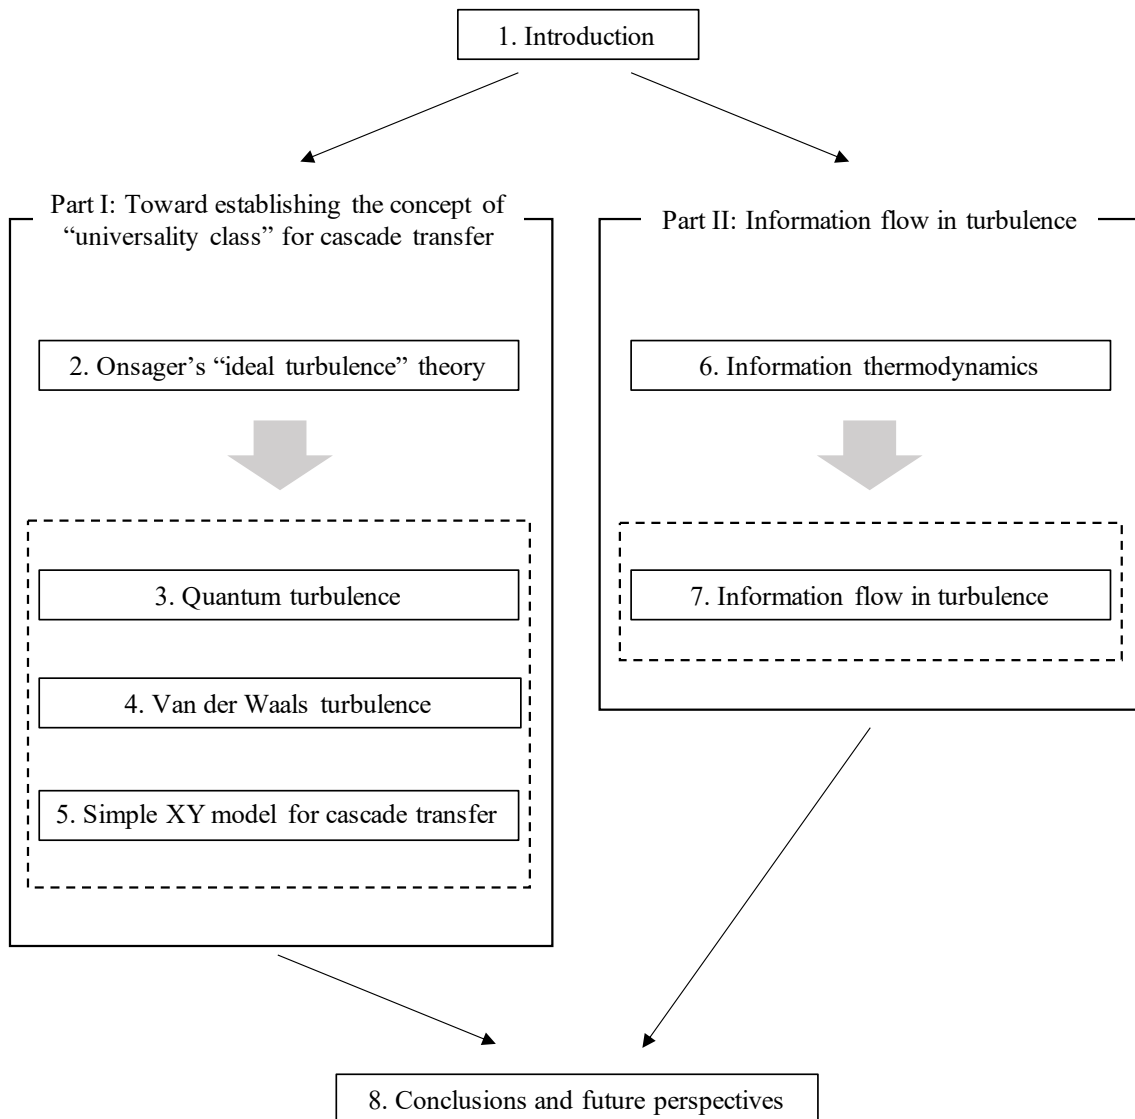 1. Introduction
Part I: Toward establishing the concept of
“universality class” for cascade transfer
2. Onsager’s “ideal turbulence” theory
3. Quantum turbulence
4. Van der Waals turbulence
5. Simple XY model for cascade transfer
Part II: Information flow in turbulence
6. Information thermodynamics
7. Information flow in turbulence
8. Conclusions and future perspectives